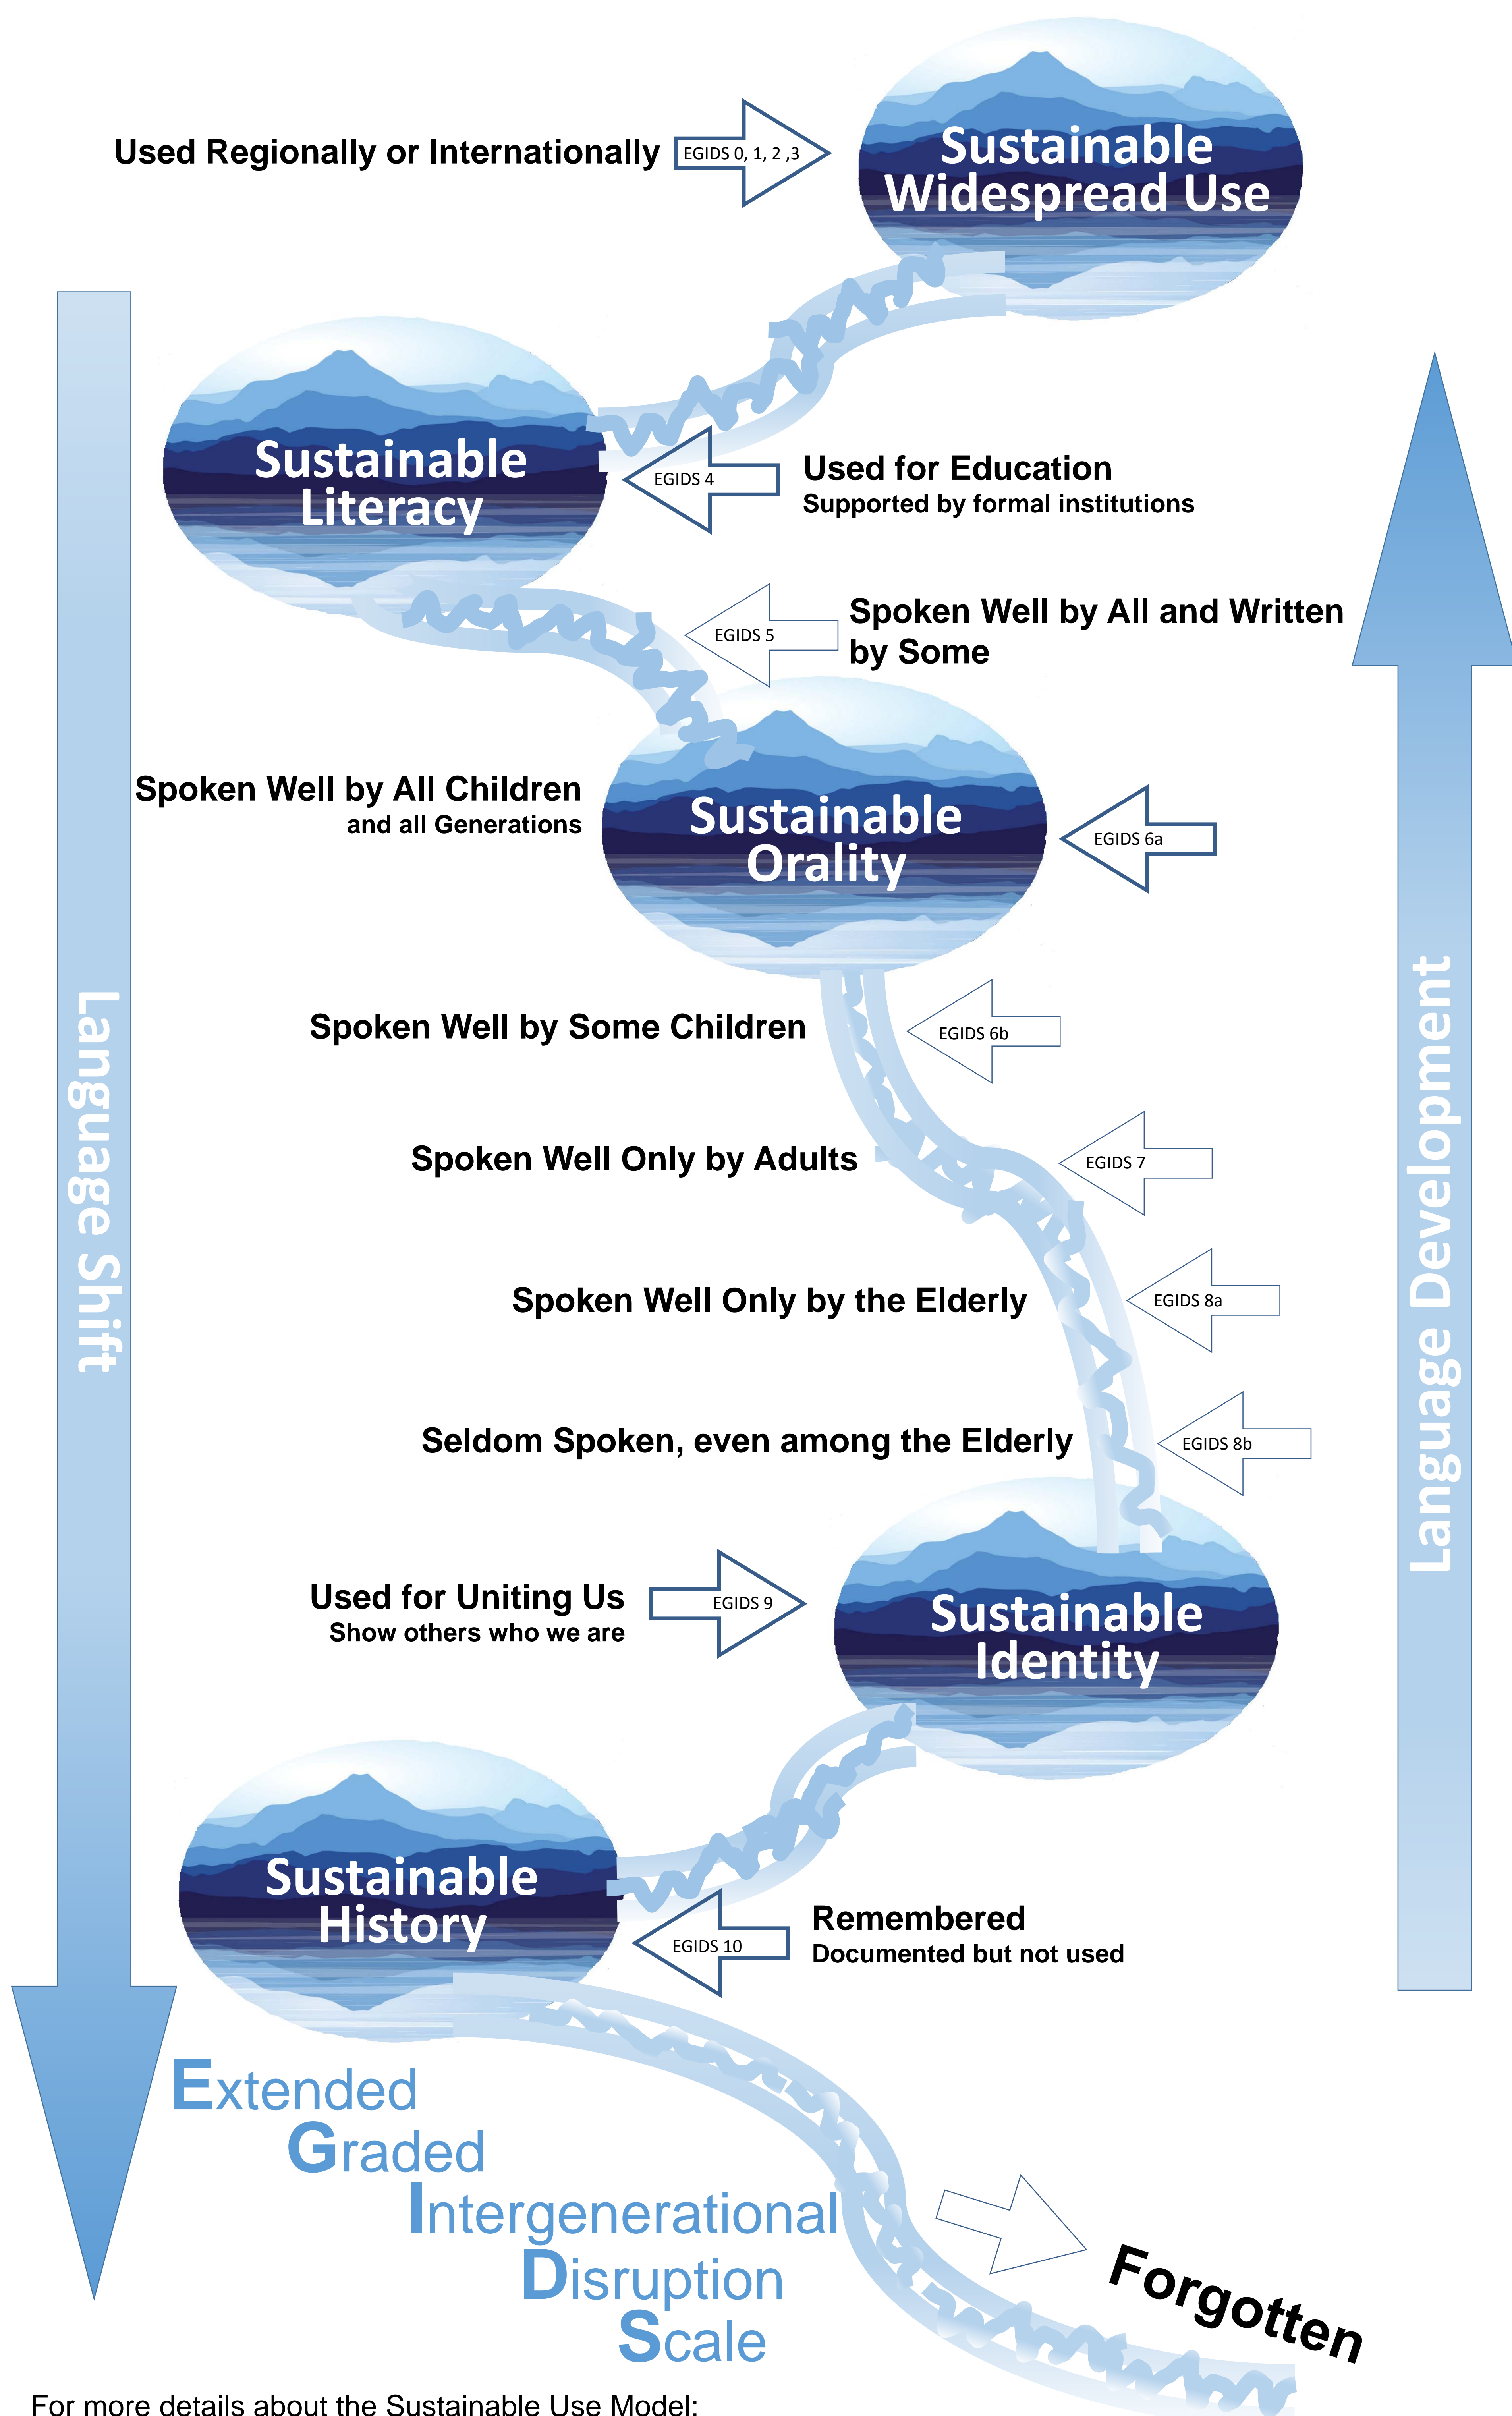 Used Regionally or Internationally
EGIDS 0, 1, 2 ,3
Sustainable
Widespread Use
Sustainable
Literacy
EGIDS 4
Used for Education
Supported by formal institutions
EGIDS 5
Spoken Well by All and Written
by Some
Spoken Well by All Children
and all Generations
Sustainable
Orality
EGIDS 6a
Spoken Well by Some Children
EGIDS 6b
Spoken Well Only by Adults
EGIDS 7
Spoken Well Only by the Elderly
EGIDS 8a
Seldom Spoken, even among the Elderly
EGIDS 8b
Language Shift
Language Development
Used for Uniting Us
Show others who we are
EGIDS 9
Sustainable
Identity
Sustainable
History
EGIDS 10
Remembered
Documented but not used
Extended
Graded
Intergenerational
Disruption
Scale
Forgotten
For more details about the Sustainable Use Model: